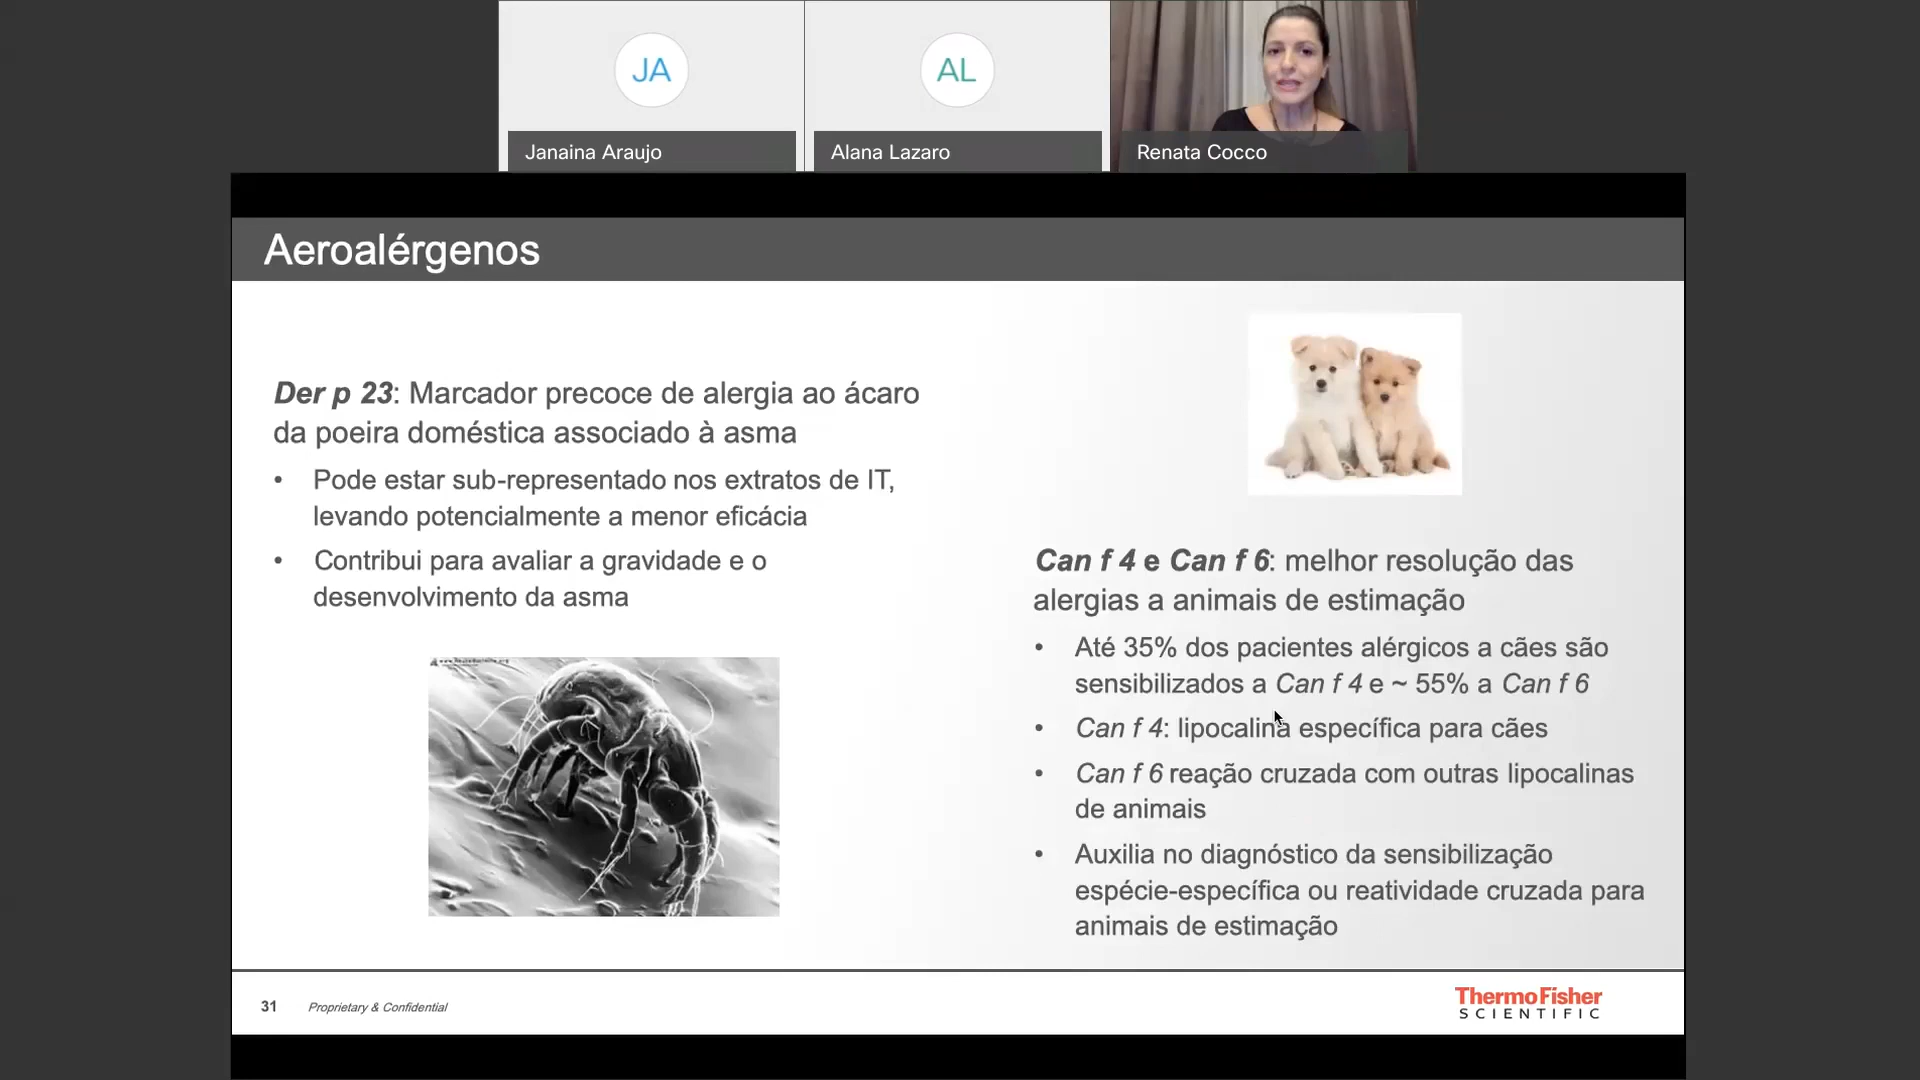 JA
AL
Janaina Araujo
Alana Lazaro
Renata Cocco
Aeroalérgenos
Der p 23: Marcador precoce de alergia ao ácaro
da poeira doméstica associado à asma
• Pode estar sub-representado nos extratos de IT,
levando potencialmente a menor eficácia
• Contribui para avaliar a gravidade e o
desenvolvimento da asma
Can f 4 e Can f 6: melhor resolução das
alergias a animais de estimação
• Até 35% dos pacientes alérgicos a cães são
sensibilizados a Can f 4 e ~ 55% a Can f 6
• Can f 4: lipocalina específica para cães
• Can f 6 reação cruzada com outras lipocalinas
de animais
• Auxilia no diagnóstico da sensibilização
espécie-específica ou reatividade cruzada para
animais de estimação
31 Proprietary & Confidential
ThermoFisher
SCIENTIFIC